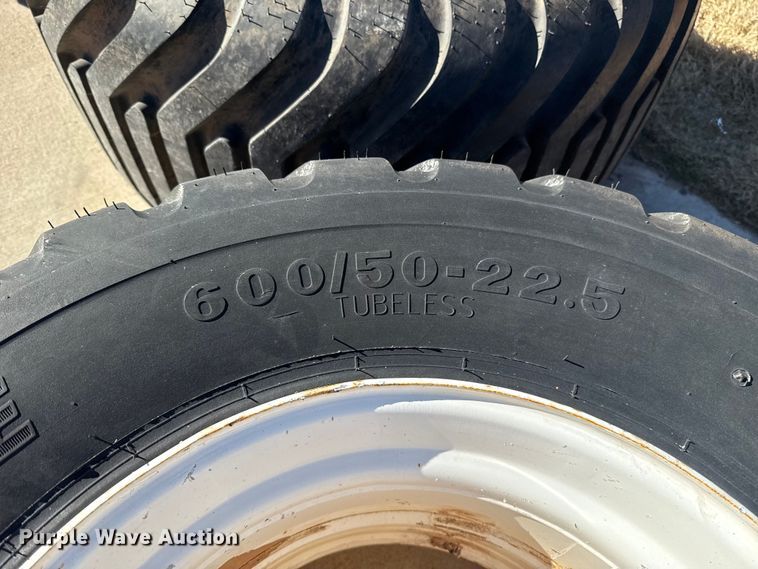 600/50-22.5
TUBELESS
Purple Wave Auction